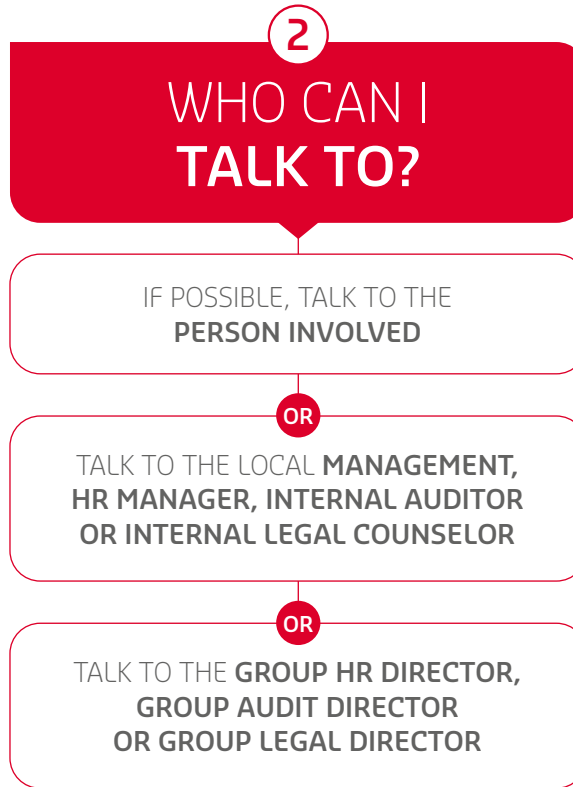 2
WHO CAN I
TALK TO?
IF POSSIBLE, TALK TO THE
PERSON INVOLVED
OR
TALK TO THE LOCAL MANAGEMENT,
HR MANAGER, INTERNAL AUDITOR
OR INTERNAL LEGAL COUNSELOR
OR
TALK TO THE GROUP HR DIRECTOR,
GROUP AUDIT DIRECTOR
OR GROUP LEGAL DIRECTOR